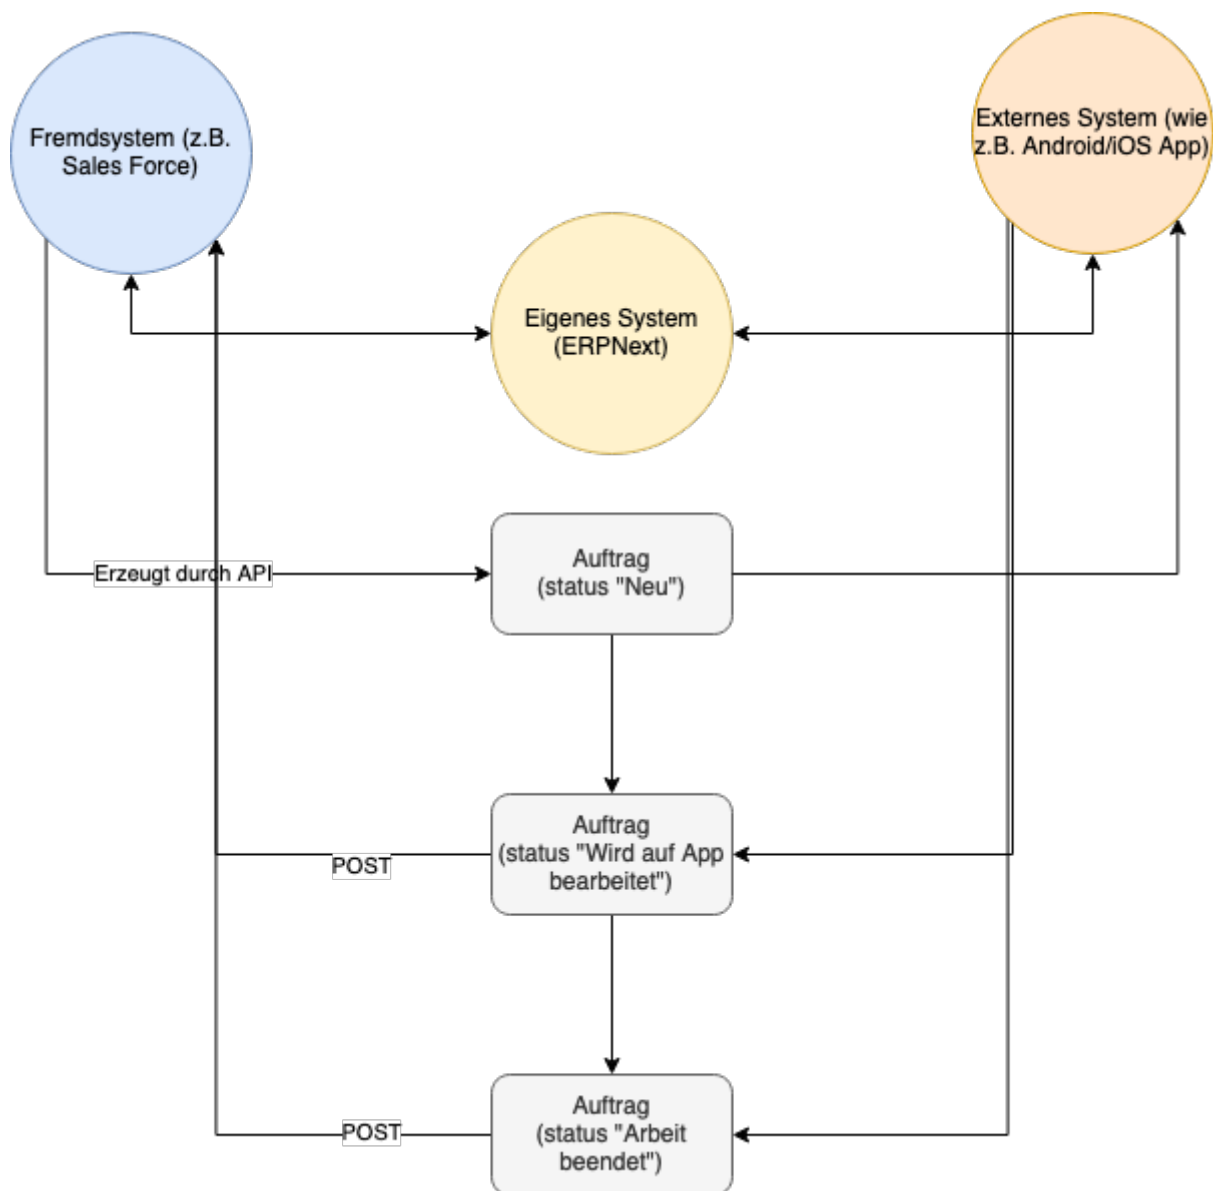 Fremdsystem (z.B.
Sales Force)
Externes System (wie
z.B. Android/iOS App)
Eigenes System
(ERPNext)
Erzeugt durch API
Auftrag
(status "Neu")
Auftrag
(status "Wird auf App
bearbeitet")
POST
Auftrag
(status "Arbeit
beendet")
POST